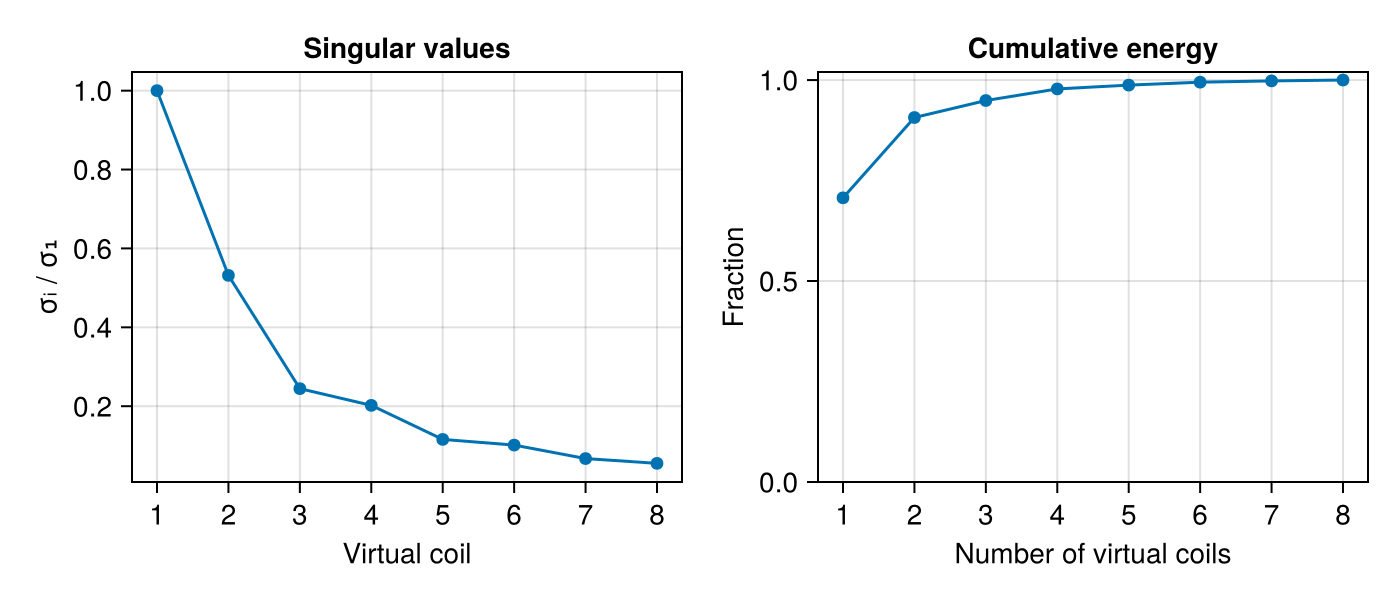 Singular values
σᵢ / σ₁
1.0
0.8
0.6
0.4
0.2
1 2 3 4 5 6 7 8
Virtual coil
Cumulative energy
Fraction
1.0
0.5
0.0
1 2 3 4 5 6 7 8
Number of virtual coils